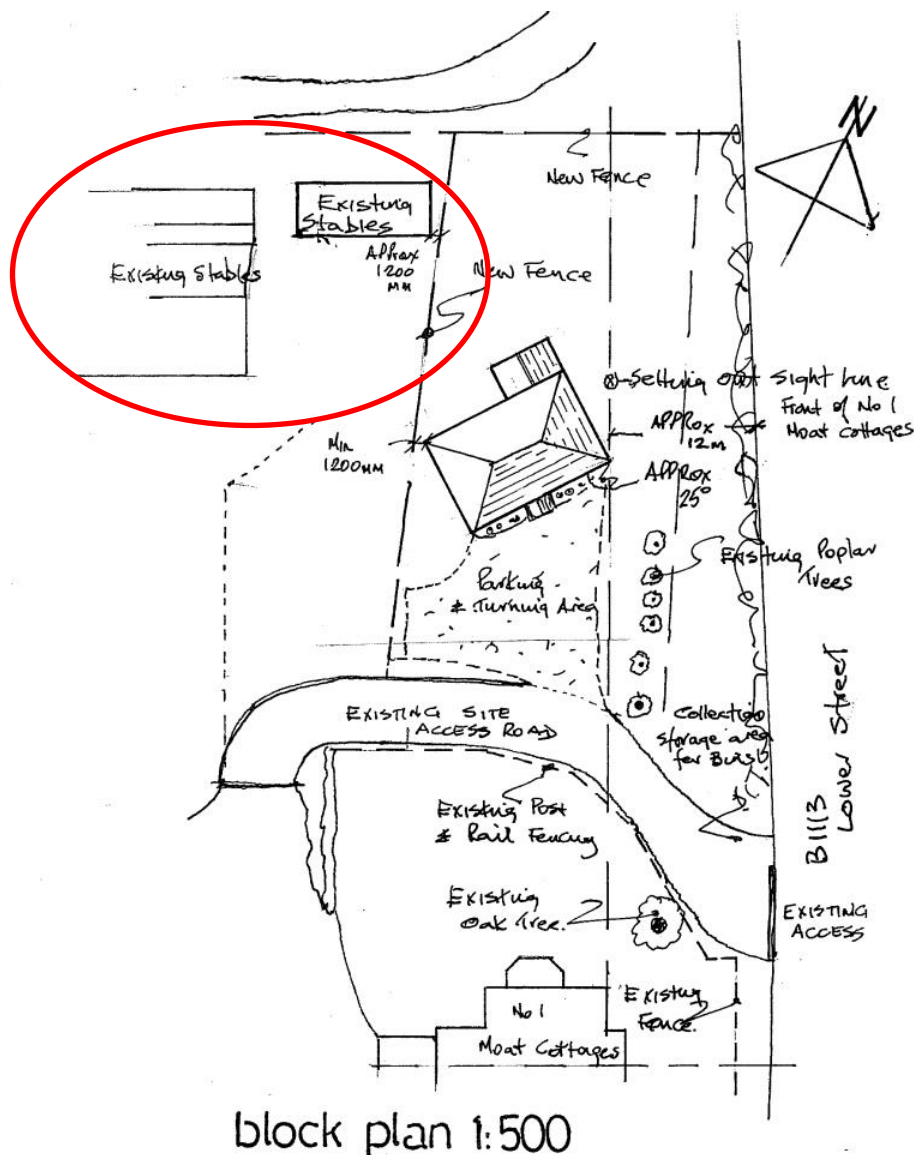 N
New Fence
Existing
Stables
Approx
1200
mm
Existing Stables
New Fence
Setting out sight line
Front of No 1
Moat Cottages
Approx
12m
Min
1200mm
Approx
25°
Existing Poplar
Trees
Parking
& Turning Area
Existing Site
Access Road
Collection
Storage area
for Bins
B1113
Lower Street
Existing Post
& Rail Fencing
Existing
Oak Tree.
Existing
Access
Existing
Fence.
No 1
Moat Cottages
block plan 1:500